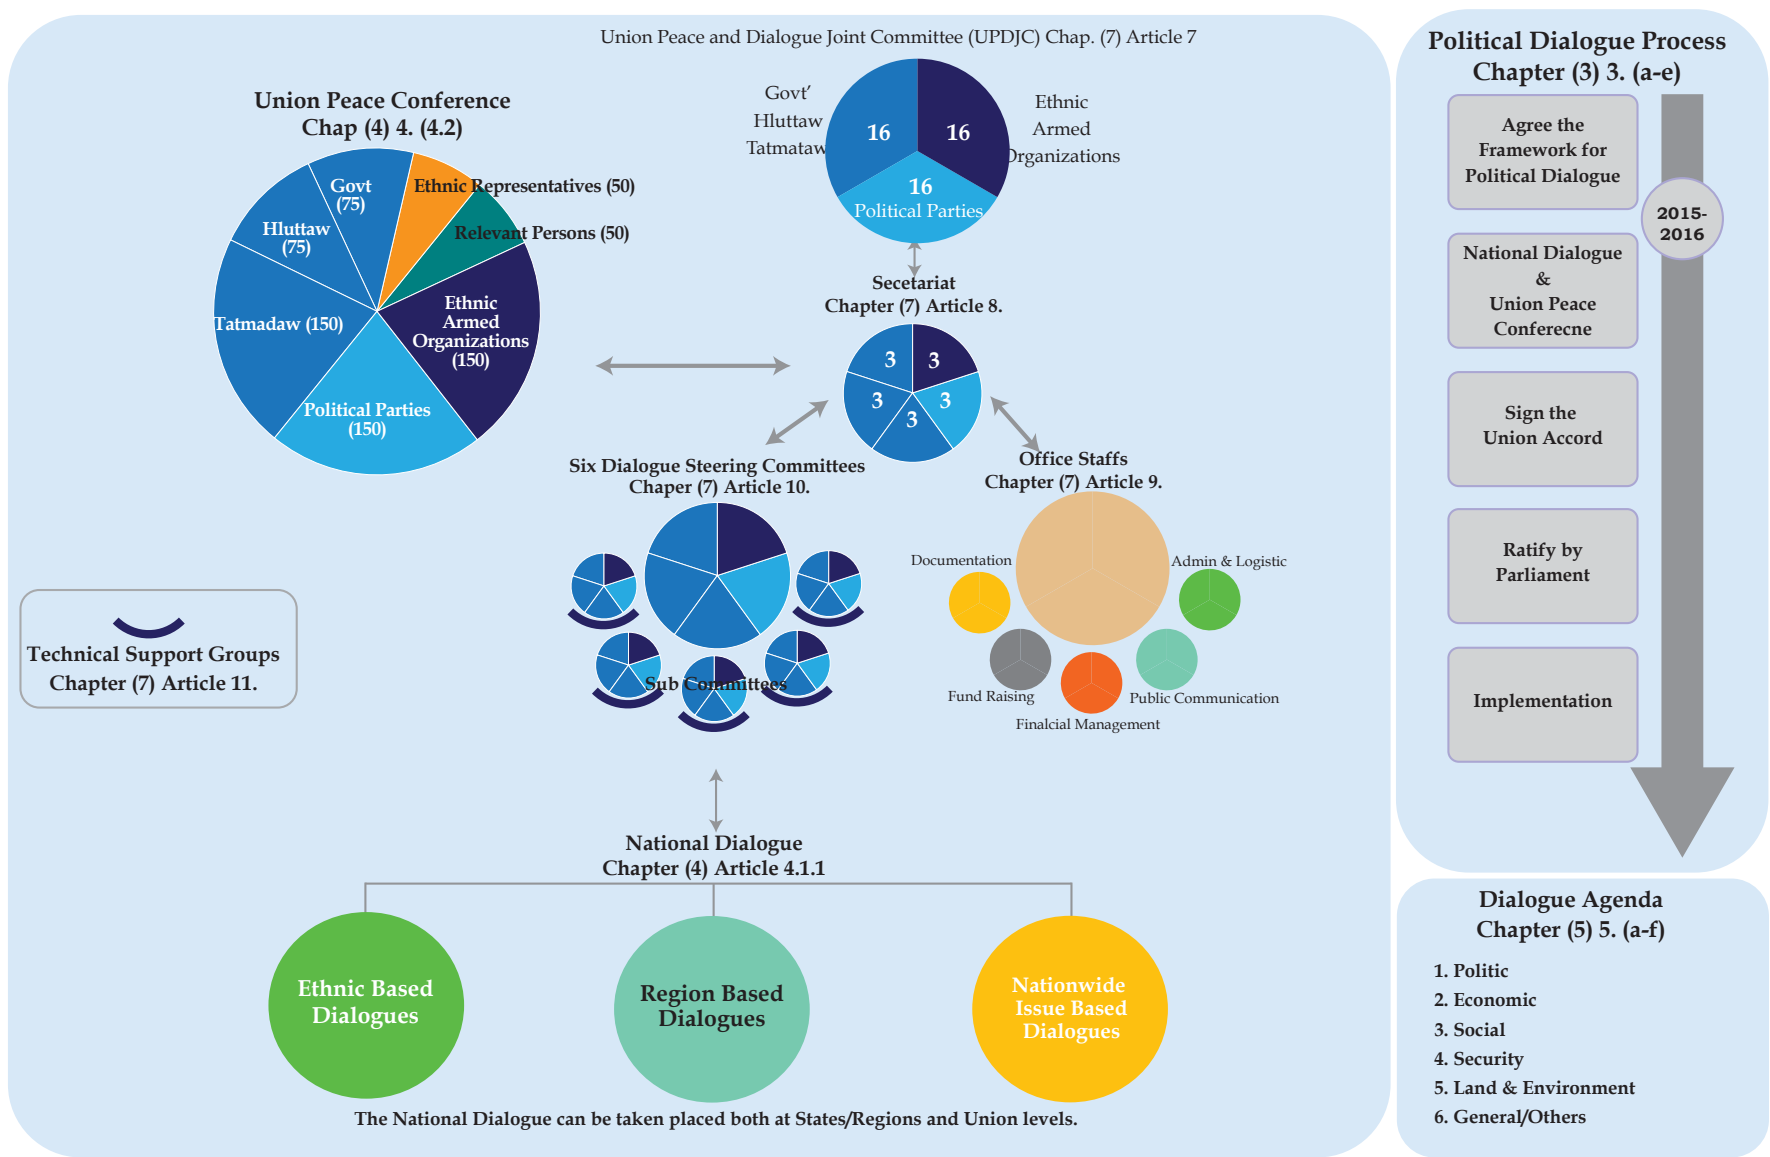 Union Peace and Dialogue Joint Committee (UPDJC) Chap. (7) Article 7
Govt’
Hluttaw
Tatmataw
16
16
Ethnic
Armed
Organizations
16
Political Parties
Union Peace Conference
Chap (4) 4. (4.2)
Govt
(75)
Ethnic Representatives (50)
Hluttaw
(75)
Relevant Persons (50)
Tatmadaw (150)
Ethnic
Armed
Organizations
(150)
Political Parties
(150)
Secetariat
Chapter (7) Article 8.
3
3
3
3
3
Six Dialogue Steering Committees
Chaper (7) Article 10.
Sub Committees
Office Staffs
Chapter (7) Article 9.
Documentation
Admin & Logistic
Fund Raising
Public Communication
Finalcial Management
Technical Support Groups
Chapter (7) Article 11.
National Dialogue
Chapter (4) Article 4.1.1
Ethnic Based
Dialogues
Region Based
Dialogues
Nationwide
Issue Based
Dialogues
The National Dialogue can be taken placed both at States/Regions and Union levels.
Political Dialogue Process
Chapter (3) 3. (a-e)
Agree the
Framework for
Political Dialogue
2015-
2016
National Dialogue
&
Union Peace
Conferecne
Sign the
Union Accord
Ratify by
Parliament
Implementation
Dialogue Agenda
Chapter (5) 5. (a-f)
1. Politic
2. Economic
3. Social
4. Security
5. Land & Environment
6. General/Others